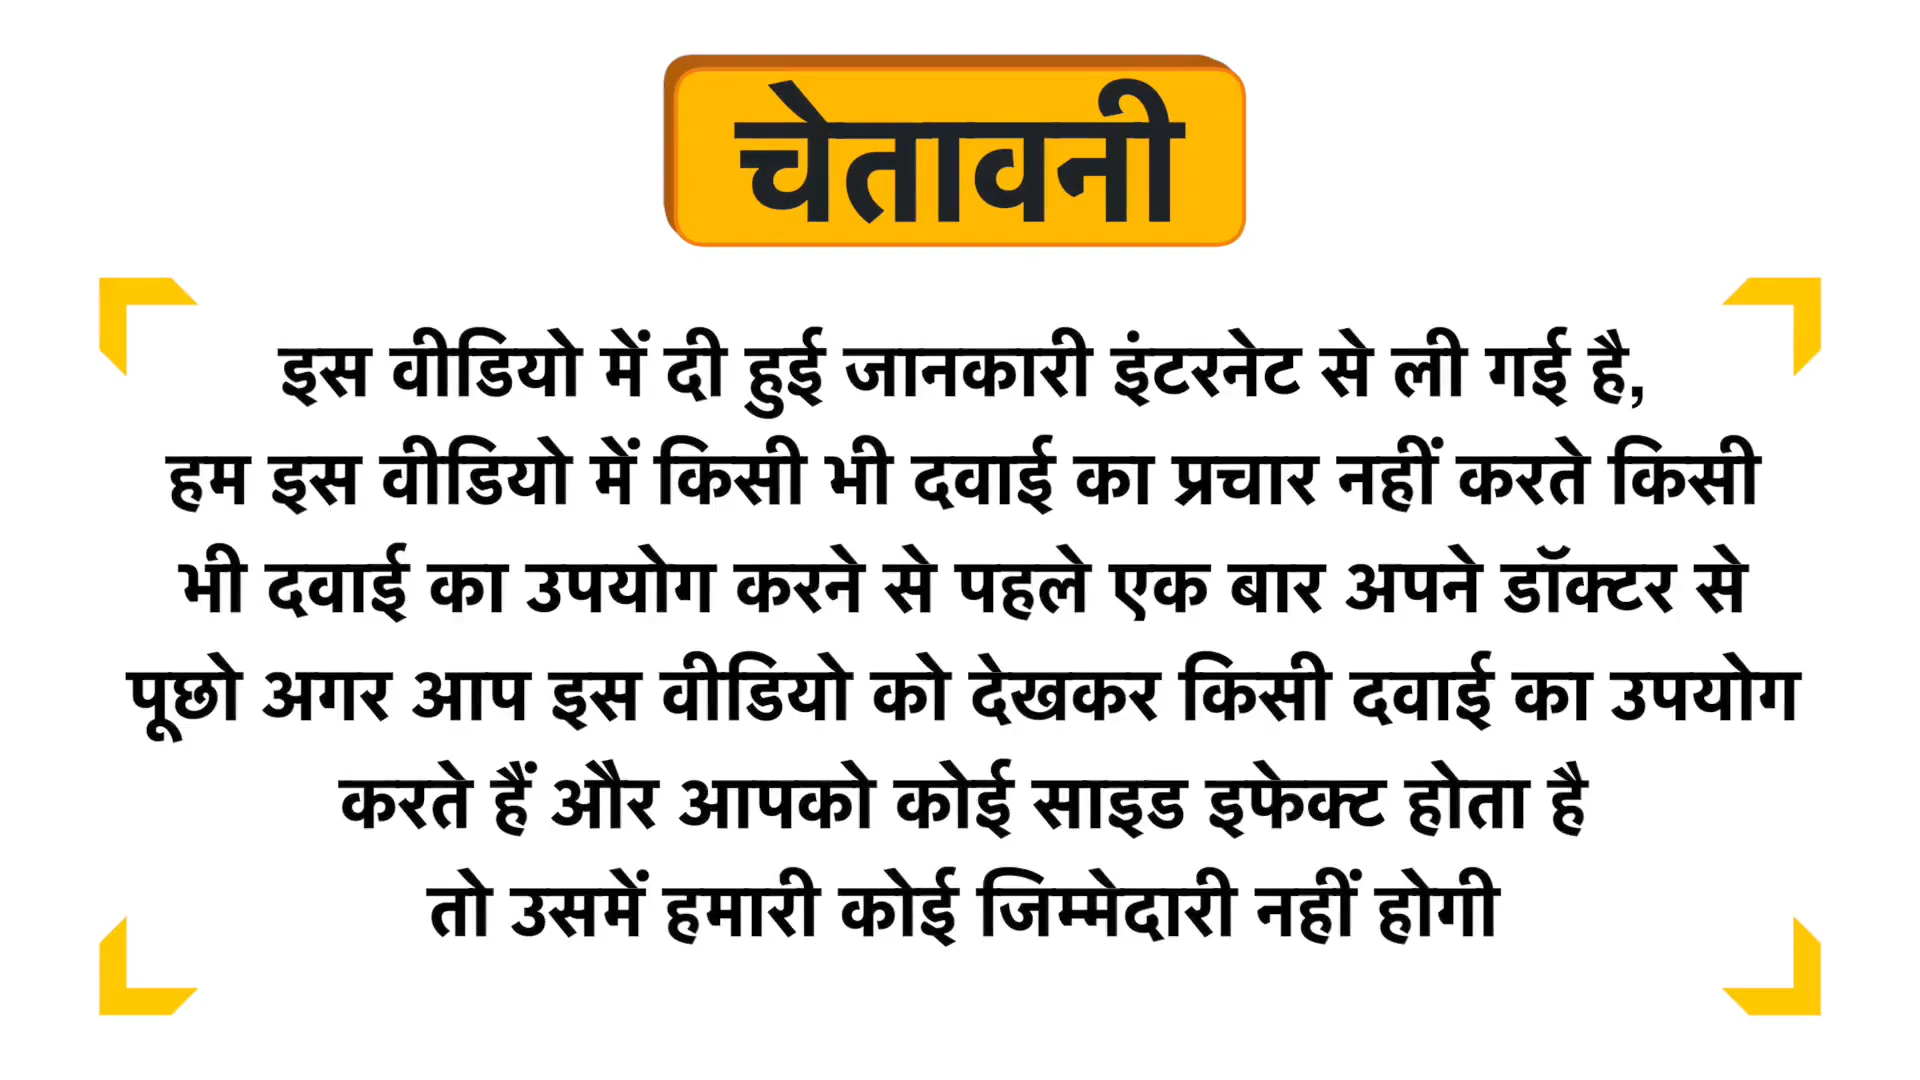 चेतावनी
इस वीडियो में दी हुई जानकारी इंटरनेट से ली गई है,
हम इस वीडियो में किसी भी दवाई का प्रचार नहीं करते किसी
भी दवाई का उपयोग करने से पहले एक बार अपने डॉक्टर से
पूछो अगर आप इस वीडियो को देखकर किसी दवाई का उपयोग
करते हैं और आपको कोई साइड इफेक्ट होता है
तो उसमें हमारी कोई जिम्मेदारी नहीं होगी